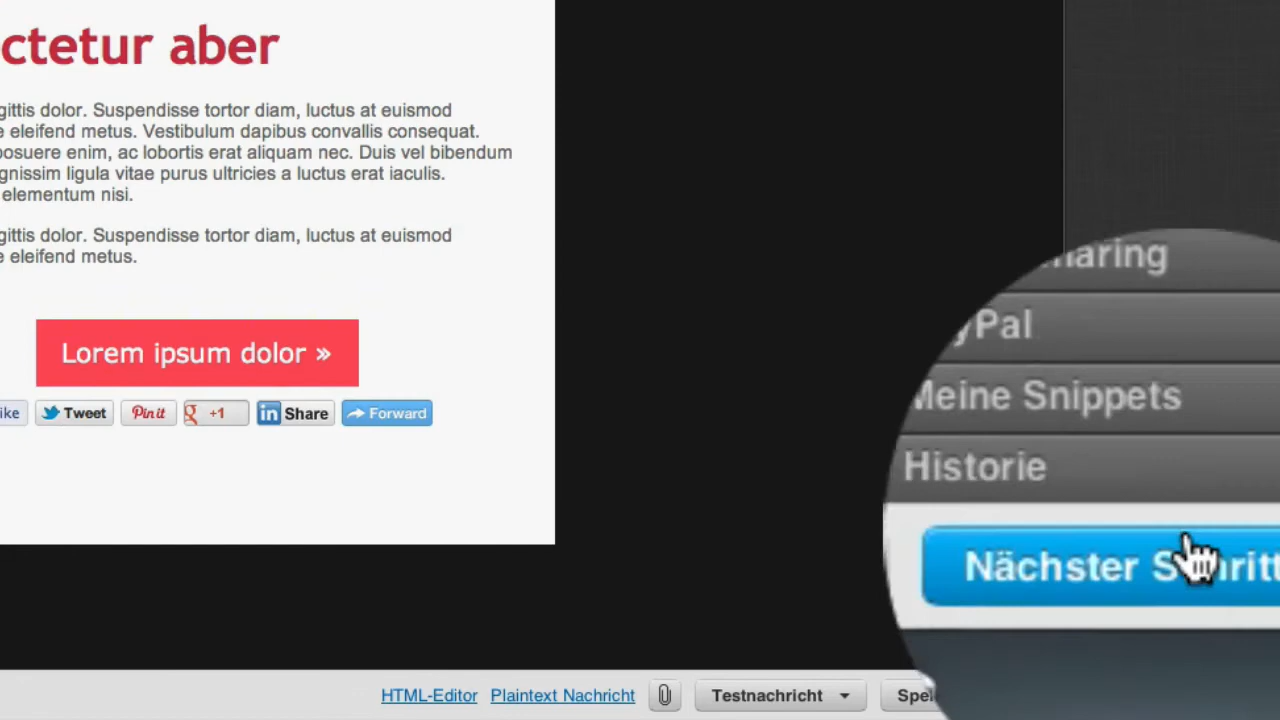 ctetur aber
gittis dolor. Suspendisse tortor diam, luctus at euismod
e eleifend metus. Vestibulum dapibus convallis consequat.
posuere enim, ac lobortis erat aliquam nec. Duis vel bibendum
gnissim ligula vitae purus ultricies a luctus erat iaculis.
elementum nisi.
gittis dolor. Suspendisse tortor diam, luctus at euismod
e eleifend metus.
Lorem ipsum dolor »
ike Tweet Pin it +1 in Share Forward
haring
yPal
Meine Snippets
Historie
Nächster
HTML-Editor Plaintext Nachricht Testnachricht